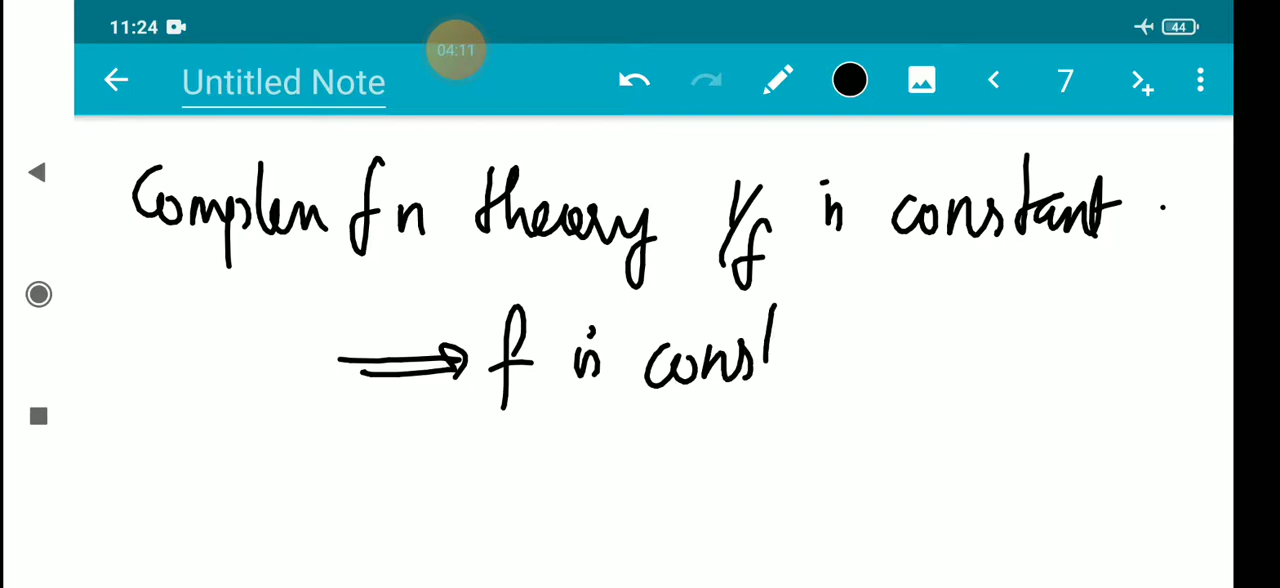 11:24
04:11
44
Untitled Note
7
Complex fn theory 1/f is constant.
⟹ f is const